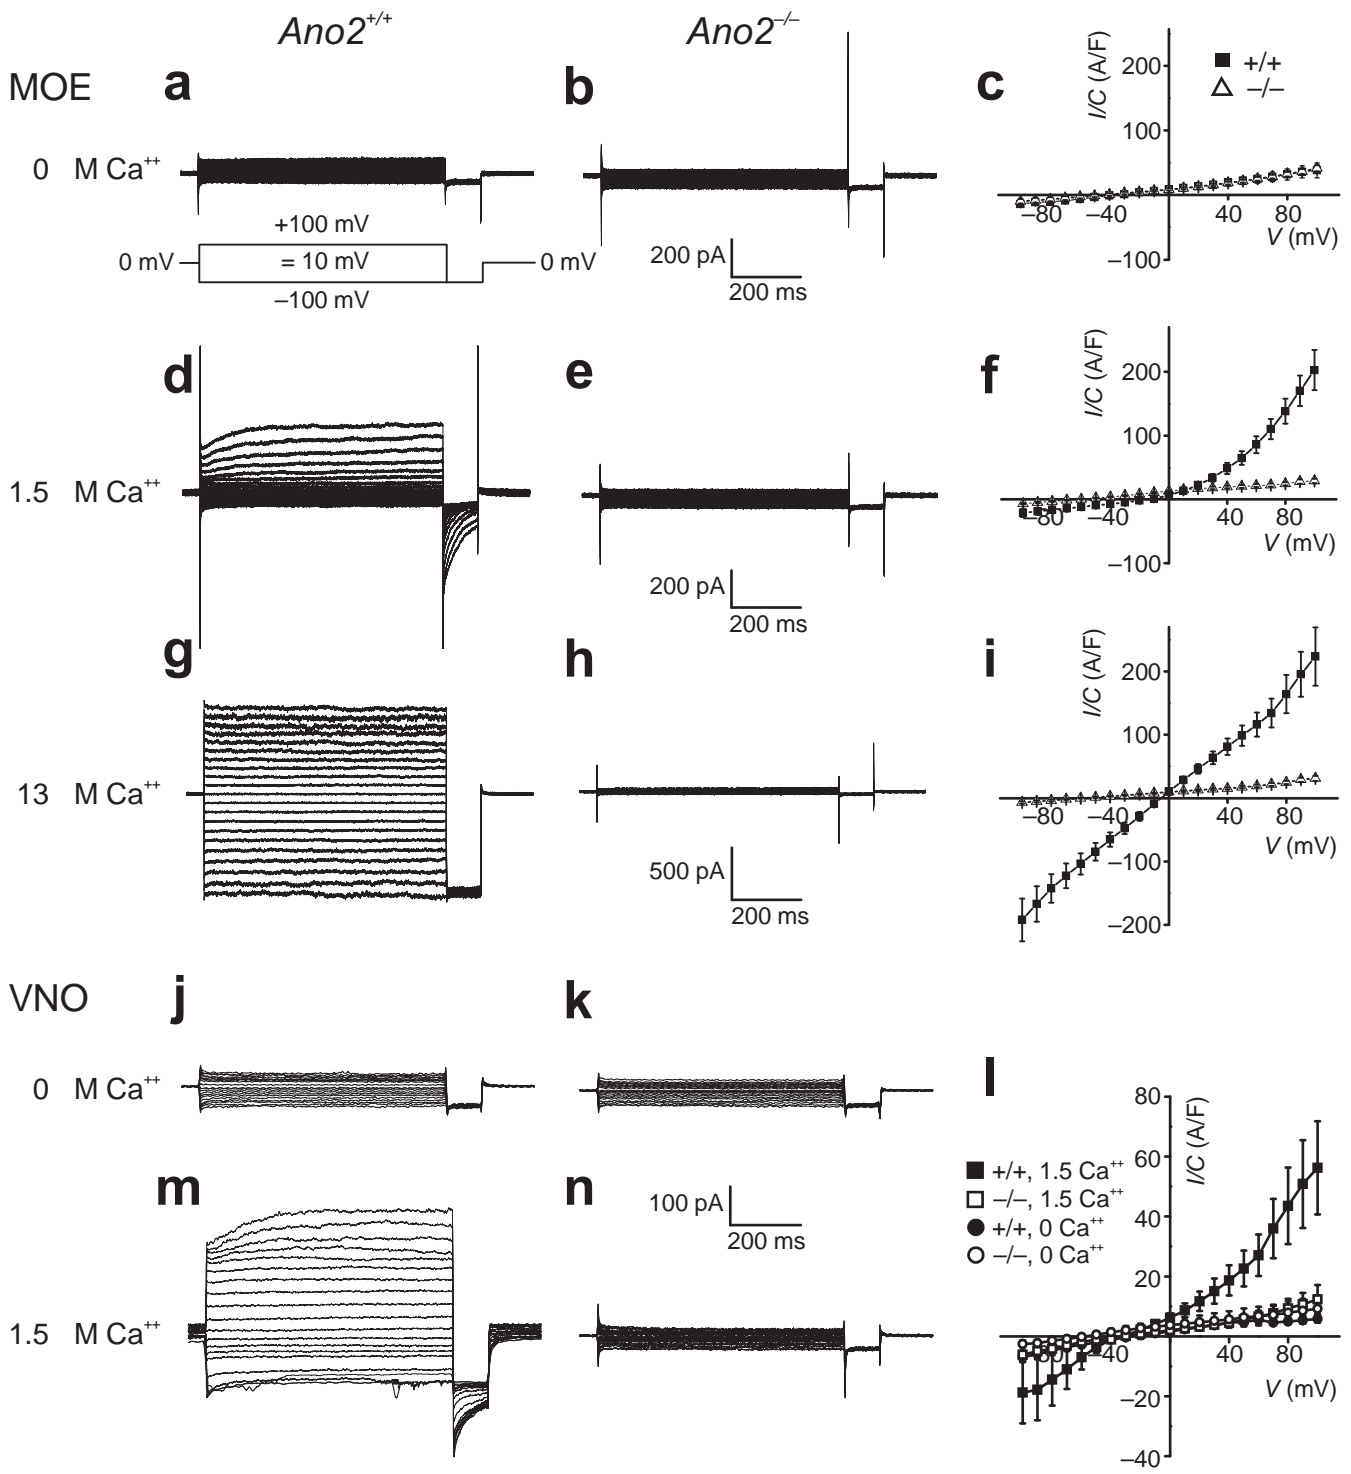 Ano2+/+
Ano2–/–
MOE
a
b
c
I/C (A/F)
+/+
–/–
200
100
–80
–40
40
80
V (mV)
–100
0 M Ca++
+100 mV
0 mV
= 10 mV
0 mV
–100 mV
200 pA
200 ms
d
e
f
I/C (A/F)
200
100
–80
–40
40
80
V (mV)
–100
1.5 M Ca++
200 pA
200 ms
g
h
i
I/C (A/F)
200
100
–80
–40
40
80
V (mV)
–100
–200
13 M Ca++
500 pA
200 ms
VNO
j
k
l
0 M Ca++
I/C (A/F)
80
60
40
20
–80
–40
40
80
V (mV)
–20
–40
+/+, 1.5 Ca++
–/–, 1.5 Ca++
+/+, 0 Ca++
–/–, 0 Ca++
m
n
100 pA
200 ms
1.5 M Ca++